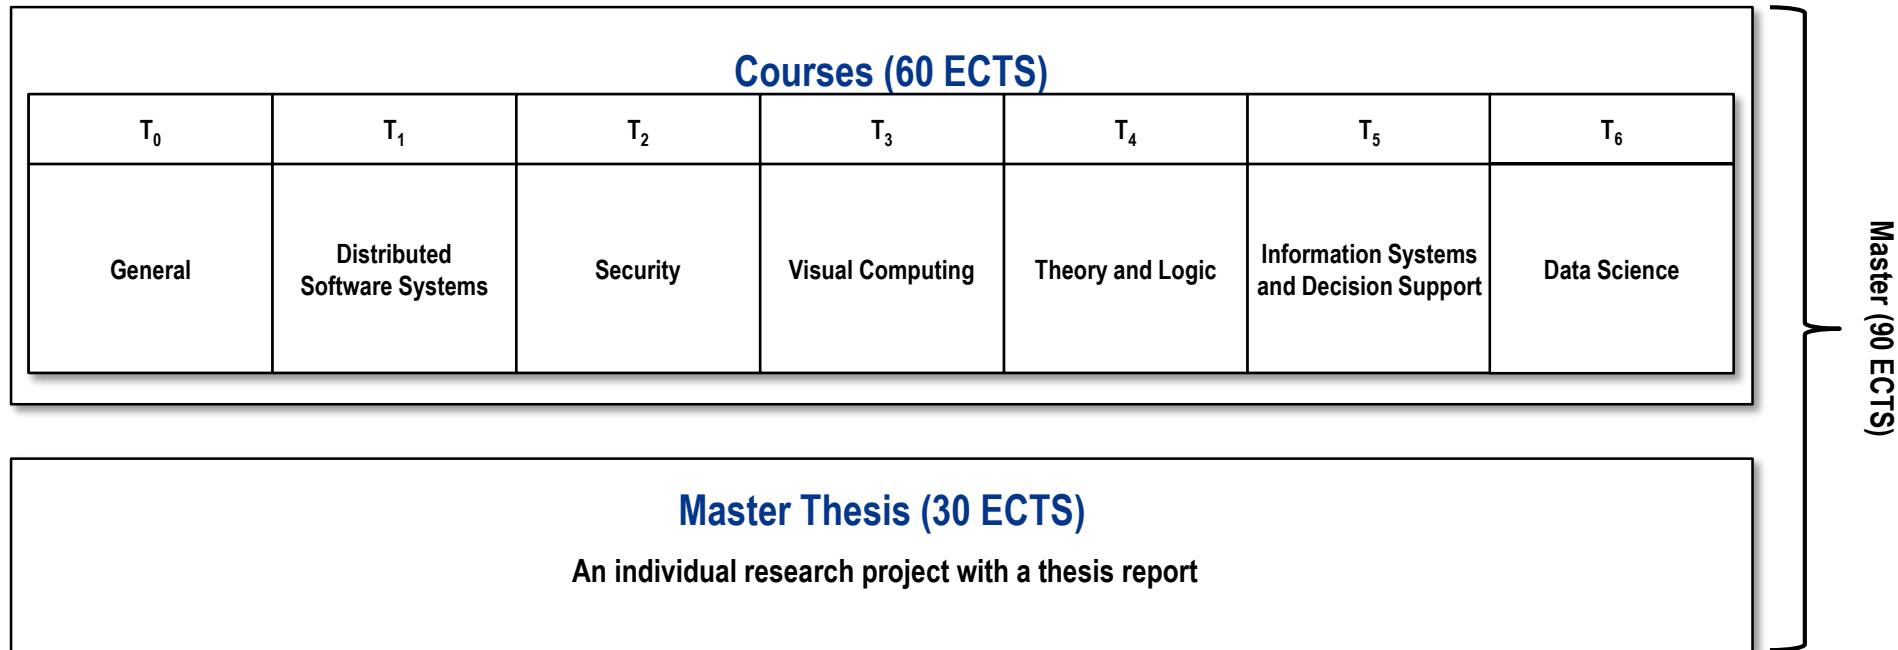 Courses (60 ECTS)
T0 T1 T2 T3 T4 T5 T6
General
Distributed
Software Systems
Security
Visual Computing
Theory and Logic
Information Systems
and Decision Support
Data Science
Master (90 ECTS)
Master Thesis (30 ECTS)
An individual research project with a thesis report